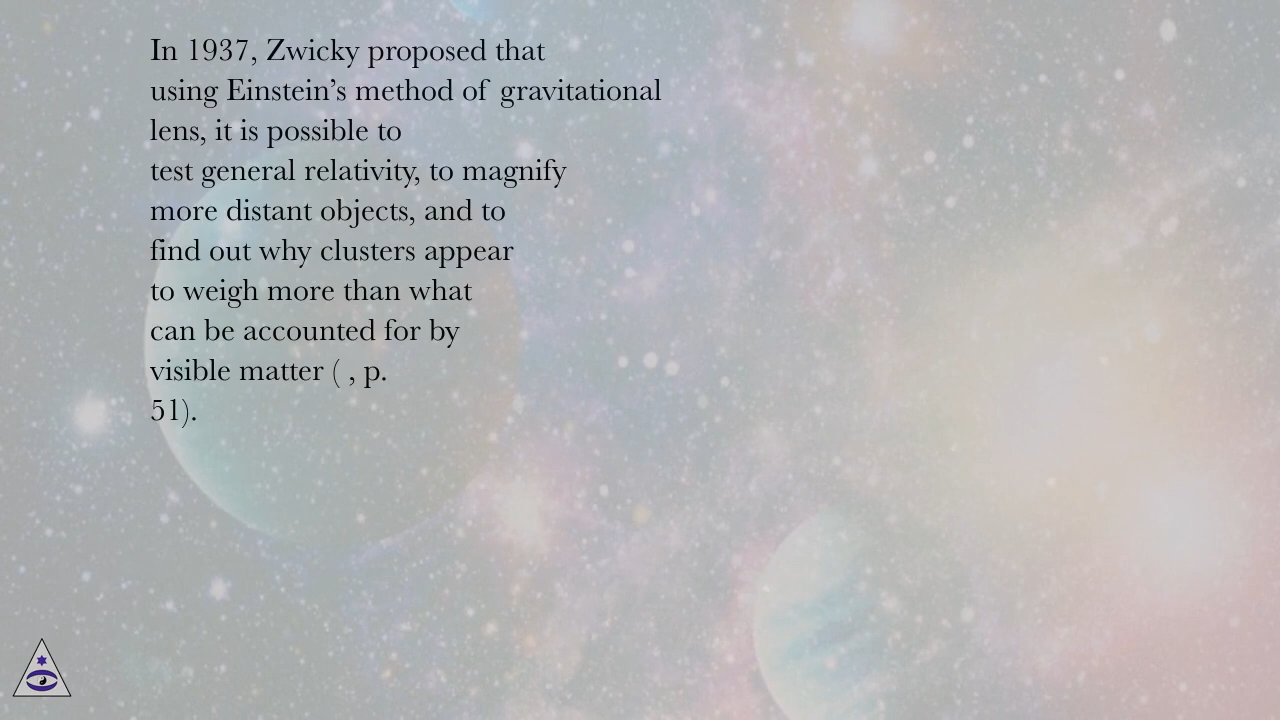 In 1937, Zwicky proposed that
using Einstein’s method of gravitational
lens, it is possible to
test general relativity, to magnify
more distant objects, and to
find out why clusters appear
to weigh more than what
can be accounted for by
visible matter ( , p.
51).